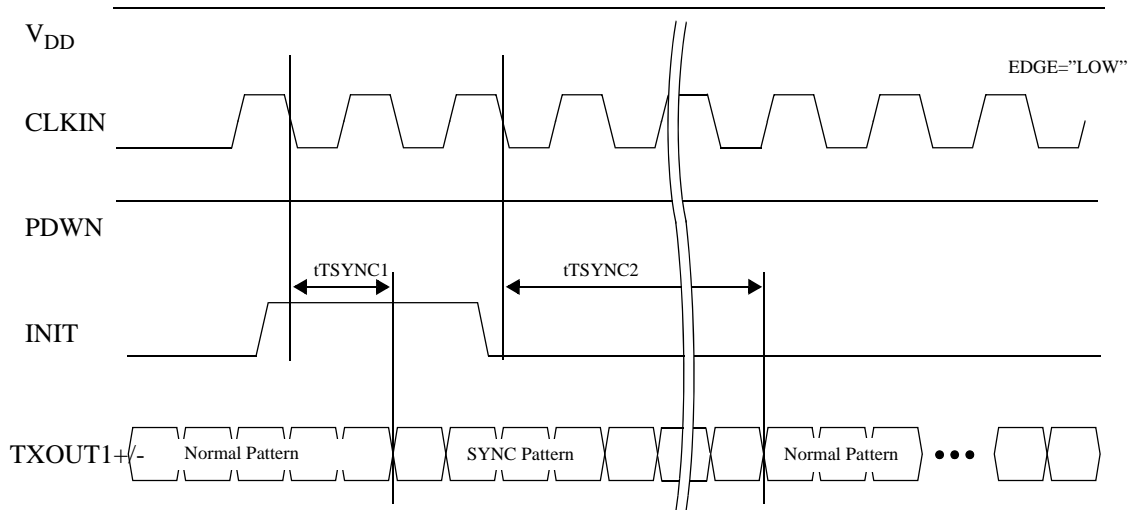 VDD
EDGE=”LOW”
CLKIN
PDWN
tTSYNC1
tTSYNC2
INIT
TXOUT1+/-
Normal Pattern
SYNC Pattern
Normal Pattern
•••